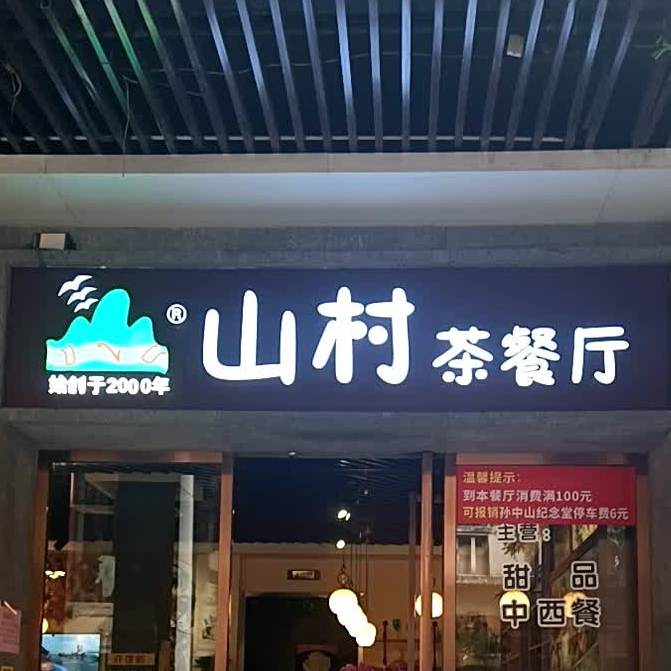 ®
山村 茶餐厅
始创于2000年
温馨提示:
到本餐厅消费满100元
可报销孙中山纪念堂停车费6元
主营8
甜 品
中西餐